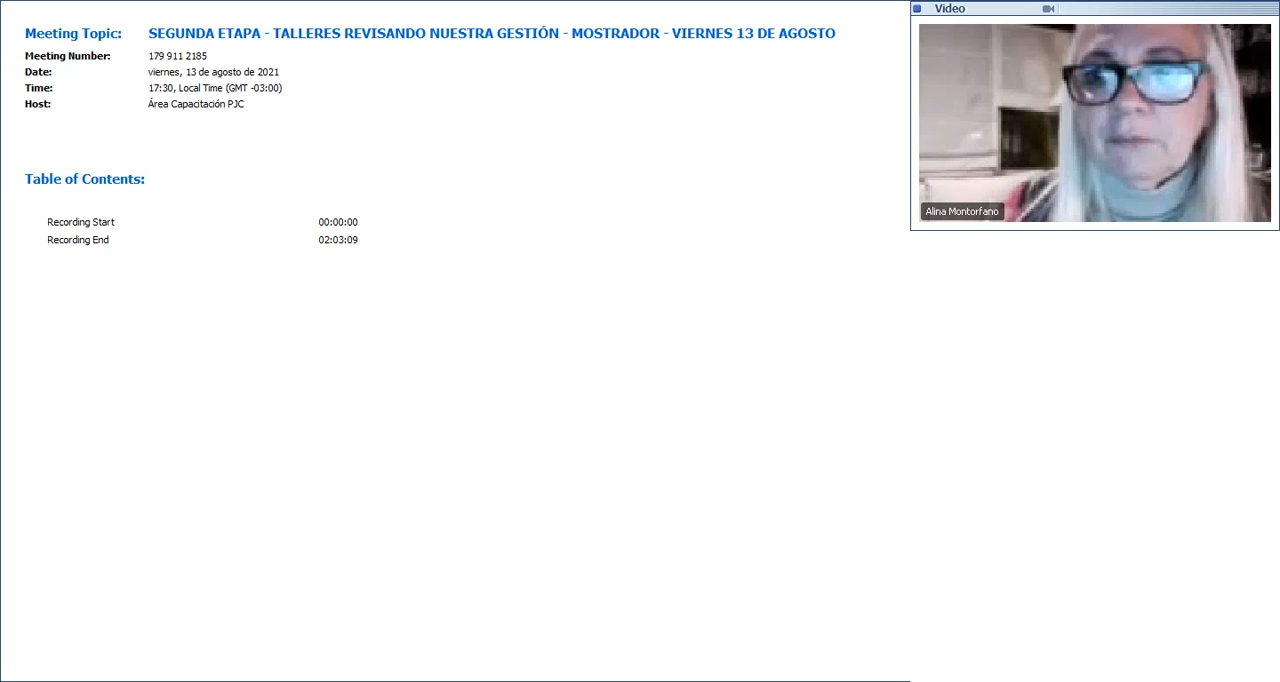 Meeting Topic: SEGUNDA ETAPA - TALLERES REVISANDO NUESTRA GESTIÓN - MOSTRADOR - VIERNES 13 DE AGOSTO
Meeting Number: 179 911 2185
Date: viernes, 13 de agosto de 2021
Time: 17:30, Local Time (GMT -03:00)
Host: Área Capacitación PJC
Table of Contents:
Recording Start 00:00:00
Recording End 02:03:09
Video
Alina Montorfano